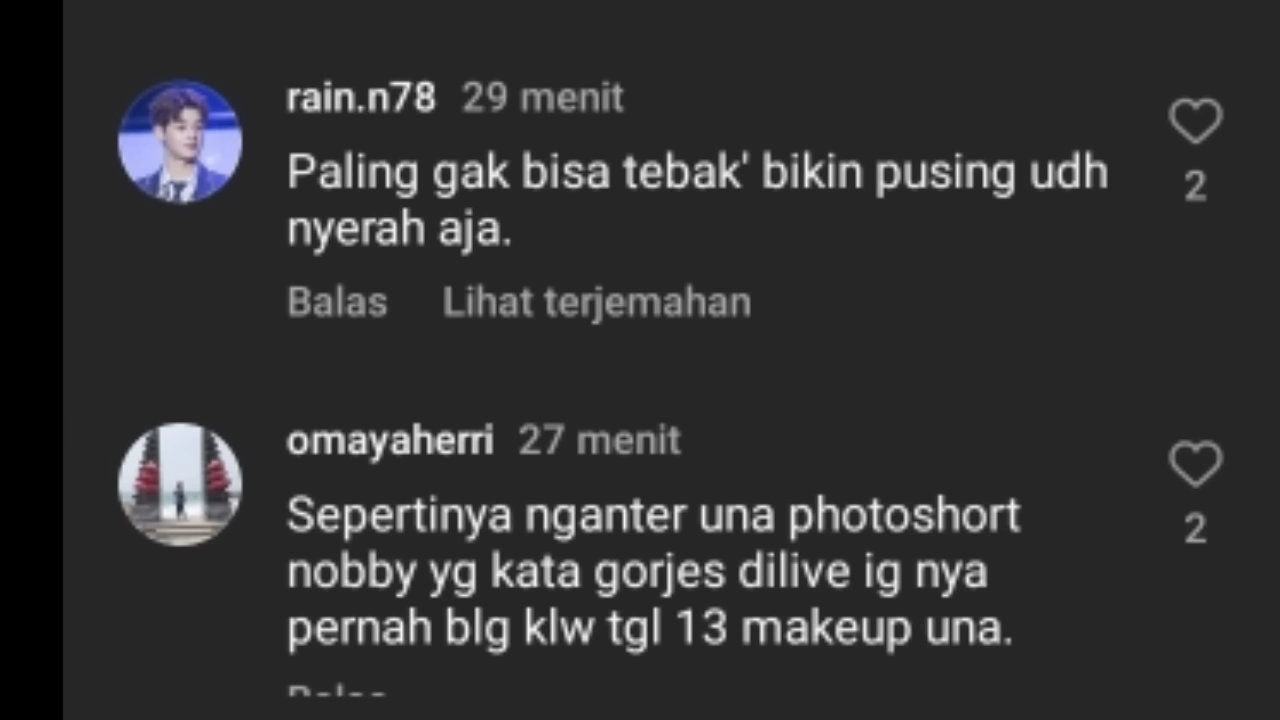 rain.n78 29 menit
Paling gak bisa tebak' bikin pusing udh
nyerah aja.
2
Balas Lihat terjemahan
omayaherri 27 menit
Sepertinya nganter una photoshort
nobby yg kata gorjes dilive ig nya
pernah blg klw tgl 13 makeup una.
2
Balas